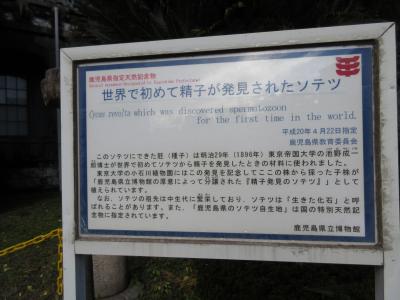 鹿児島県指定天然記念物
Natural Monument Designated by Kagoshima Prefecture
世界で初めて精子が発見されたソテツ
Cycas revolta which was discovered spermatozoon
for the first time in the world.
平成20年4月22日指定
鹿児島県教育委員会
このソテツにできた胚(種子)は明治29年(1896年)東京帝国大学の池野成一
郎博士が世界で初めてソテツから精子を発見したときの材料に使われました。
東京大学の小石川植物園にはこの発見を記念してここの株から採った子株が
「鹿児島県立博物館の厚意によって分譲された『精子発見のソテツ』」として
植えられています。
なお、ソテツの祖先は中生代に繁栄しており、ソテツは「生きた化石」と呼
ばれることがあります。また、「鹿児島県のソテツ自生地」は国の特別天然記
念物に指定されています。
鹿児島県立博物館